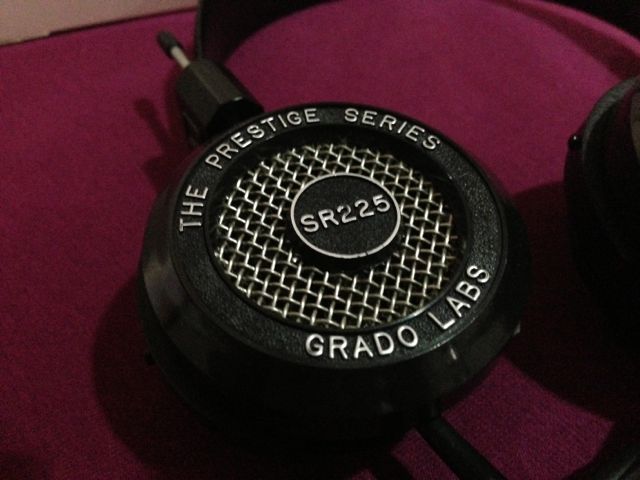 THE PRESTIGE SERIES
SR225
GRADO LABS